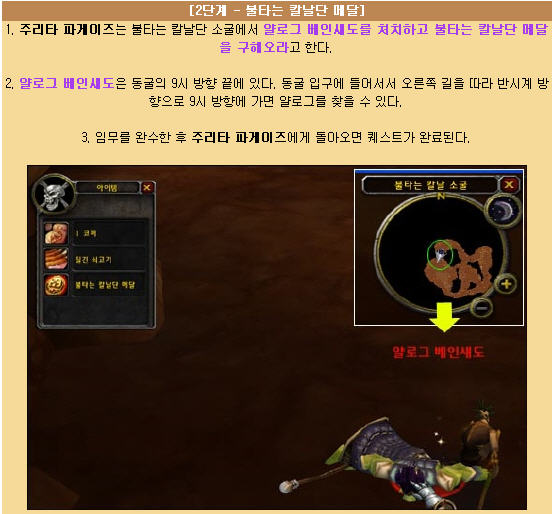 [2단계 - 불타는 칼날단 메달]
1. 주리타 파게이즈는 불타는 칼날단 소굴에서 얄로그 베인섀도를 처치하고 불타는 칼날단 메달
을 구해오라고 한다.
2. 얄로그 베인섀도은 동굴의 9시 방향 끝에 있다. 동굴 입구에 들어서서 오른쪽 길을 따라 반시계 방
향으로 9시 방향에 가면 얄로그를 찾을 수 있다.
3. 임무를 완수한 후 주리타 파게이즈에게 돌아오면 퀘스트가 완료된다.
아이템
1 코퍼
질긴 쇠고기
불타는 칼날단 메달
불타는 칼날 소굴
N
얄로그 베인섀도